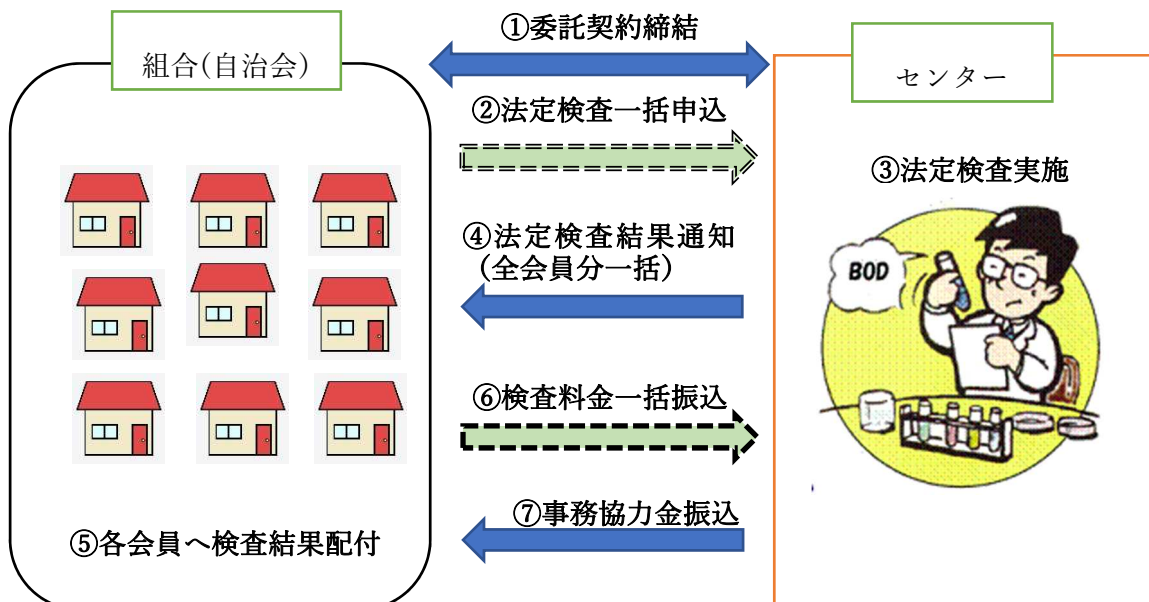 組合(自治会)
センター
①委託契約締結
②法定検査一括申込
③法定検査実施
BOD
④法定検査結果通知
（全会員分一括）
⑤各会員へ検査結果配付
⑥検査料金一括振込
⑦事務協力金振込